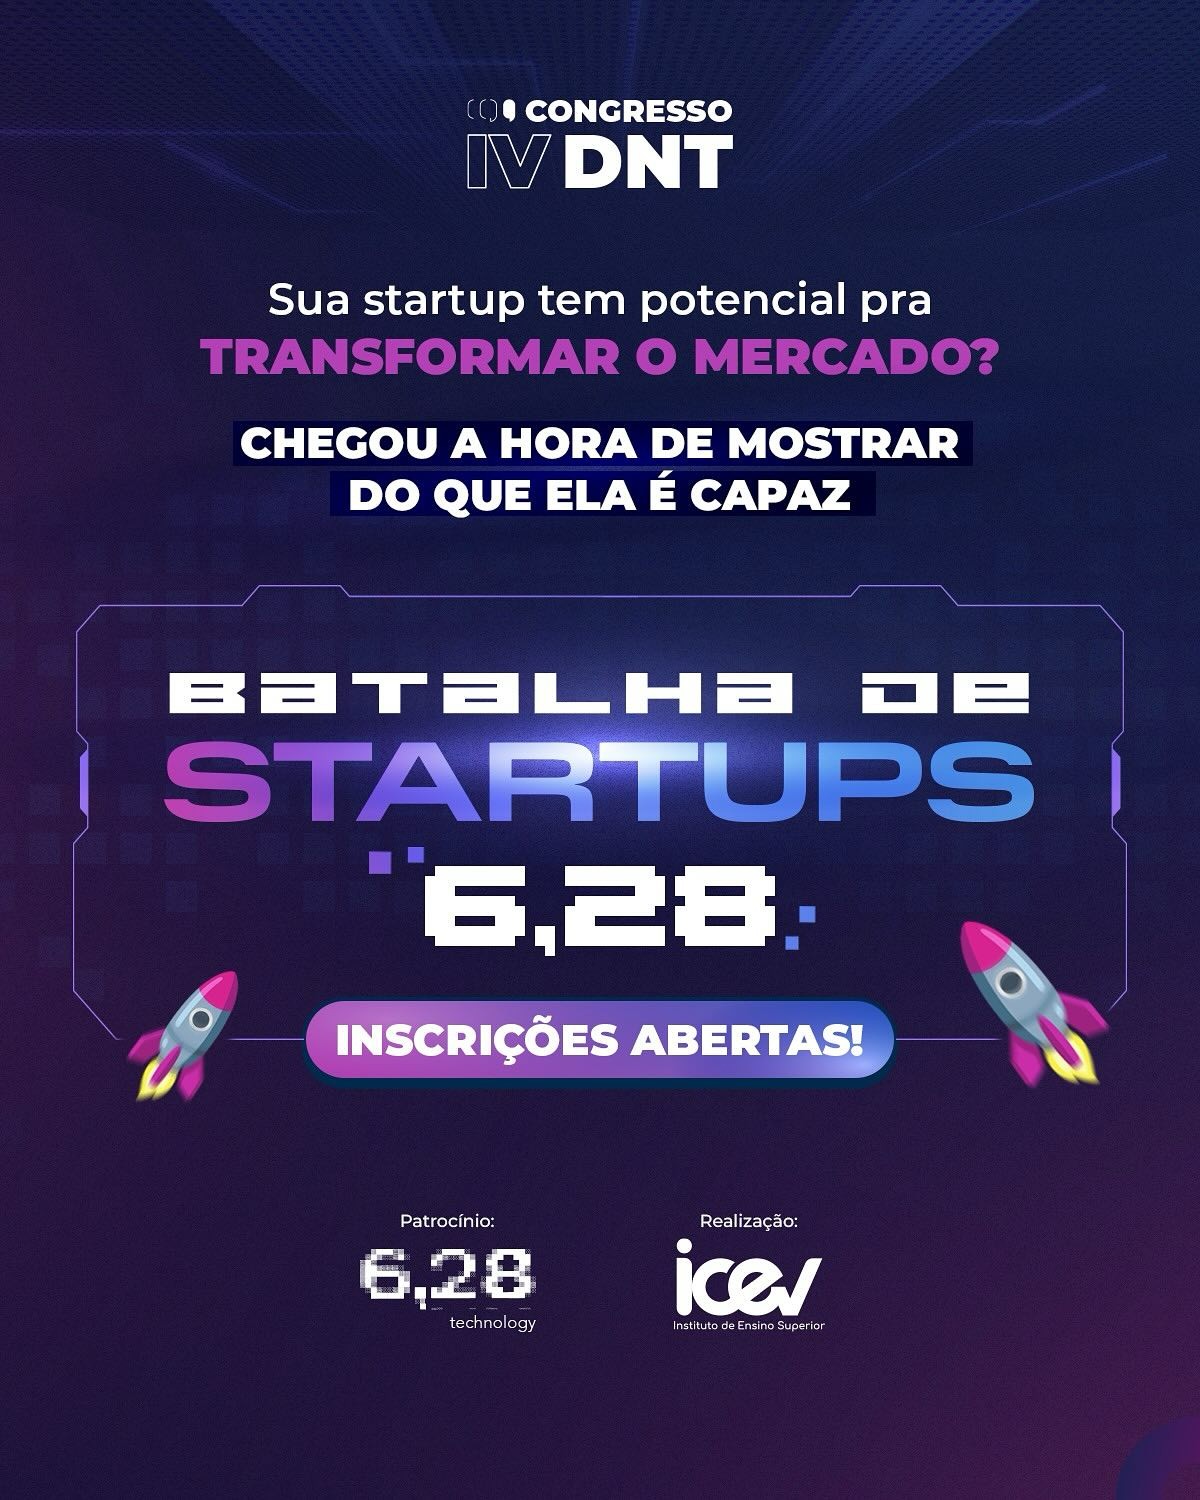 CONGRESSO
IV DNT
Sua startup tem potencial pra
TRANSFORMAR O MERCADO?
CHEGOU A HORA DE MOSTRAR
DO QUE ELA É CAPAZ
BaTaLHa De
STARTUPS
6,28
INSCRIÇÕES ABERTAS!
Patrocínio:
6,28
technology
Realização:
icev
Instituto de Ensino Superior